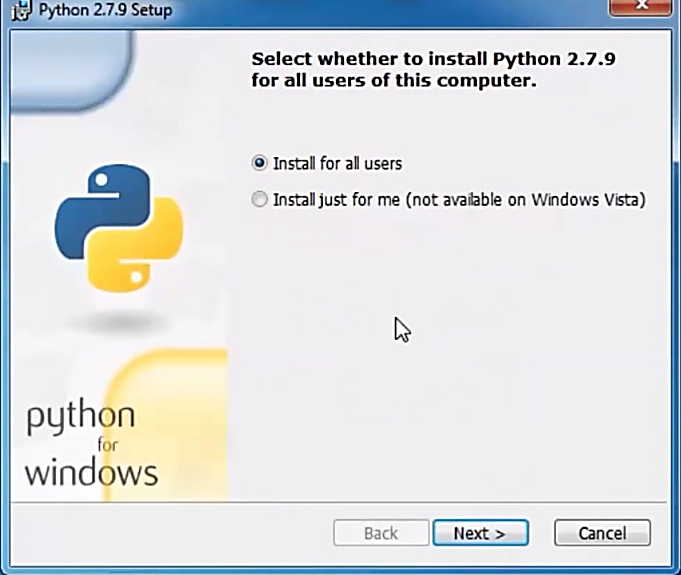 Python 2.7.9 Setup
Select whether to install Python 2.7.9
for all users of this computer.
Install for all users
Install just for me (not available on Windows Vista)
python
for
windows
Back
Next >
Cancel